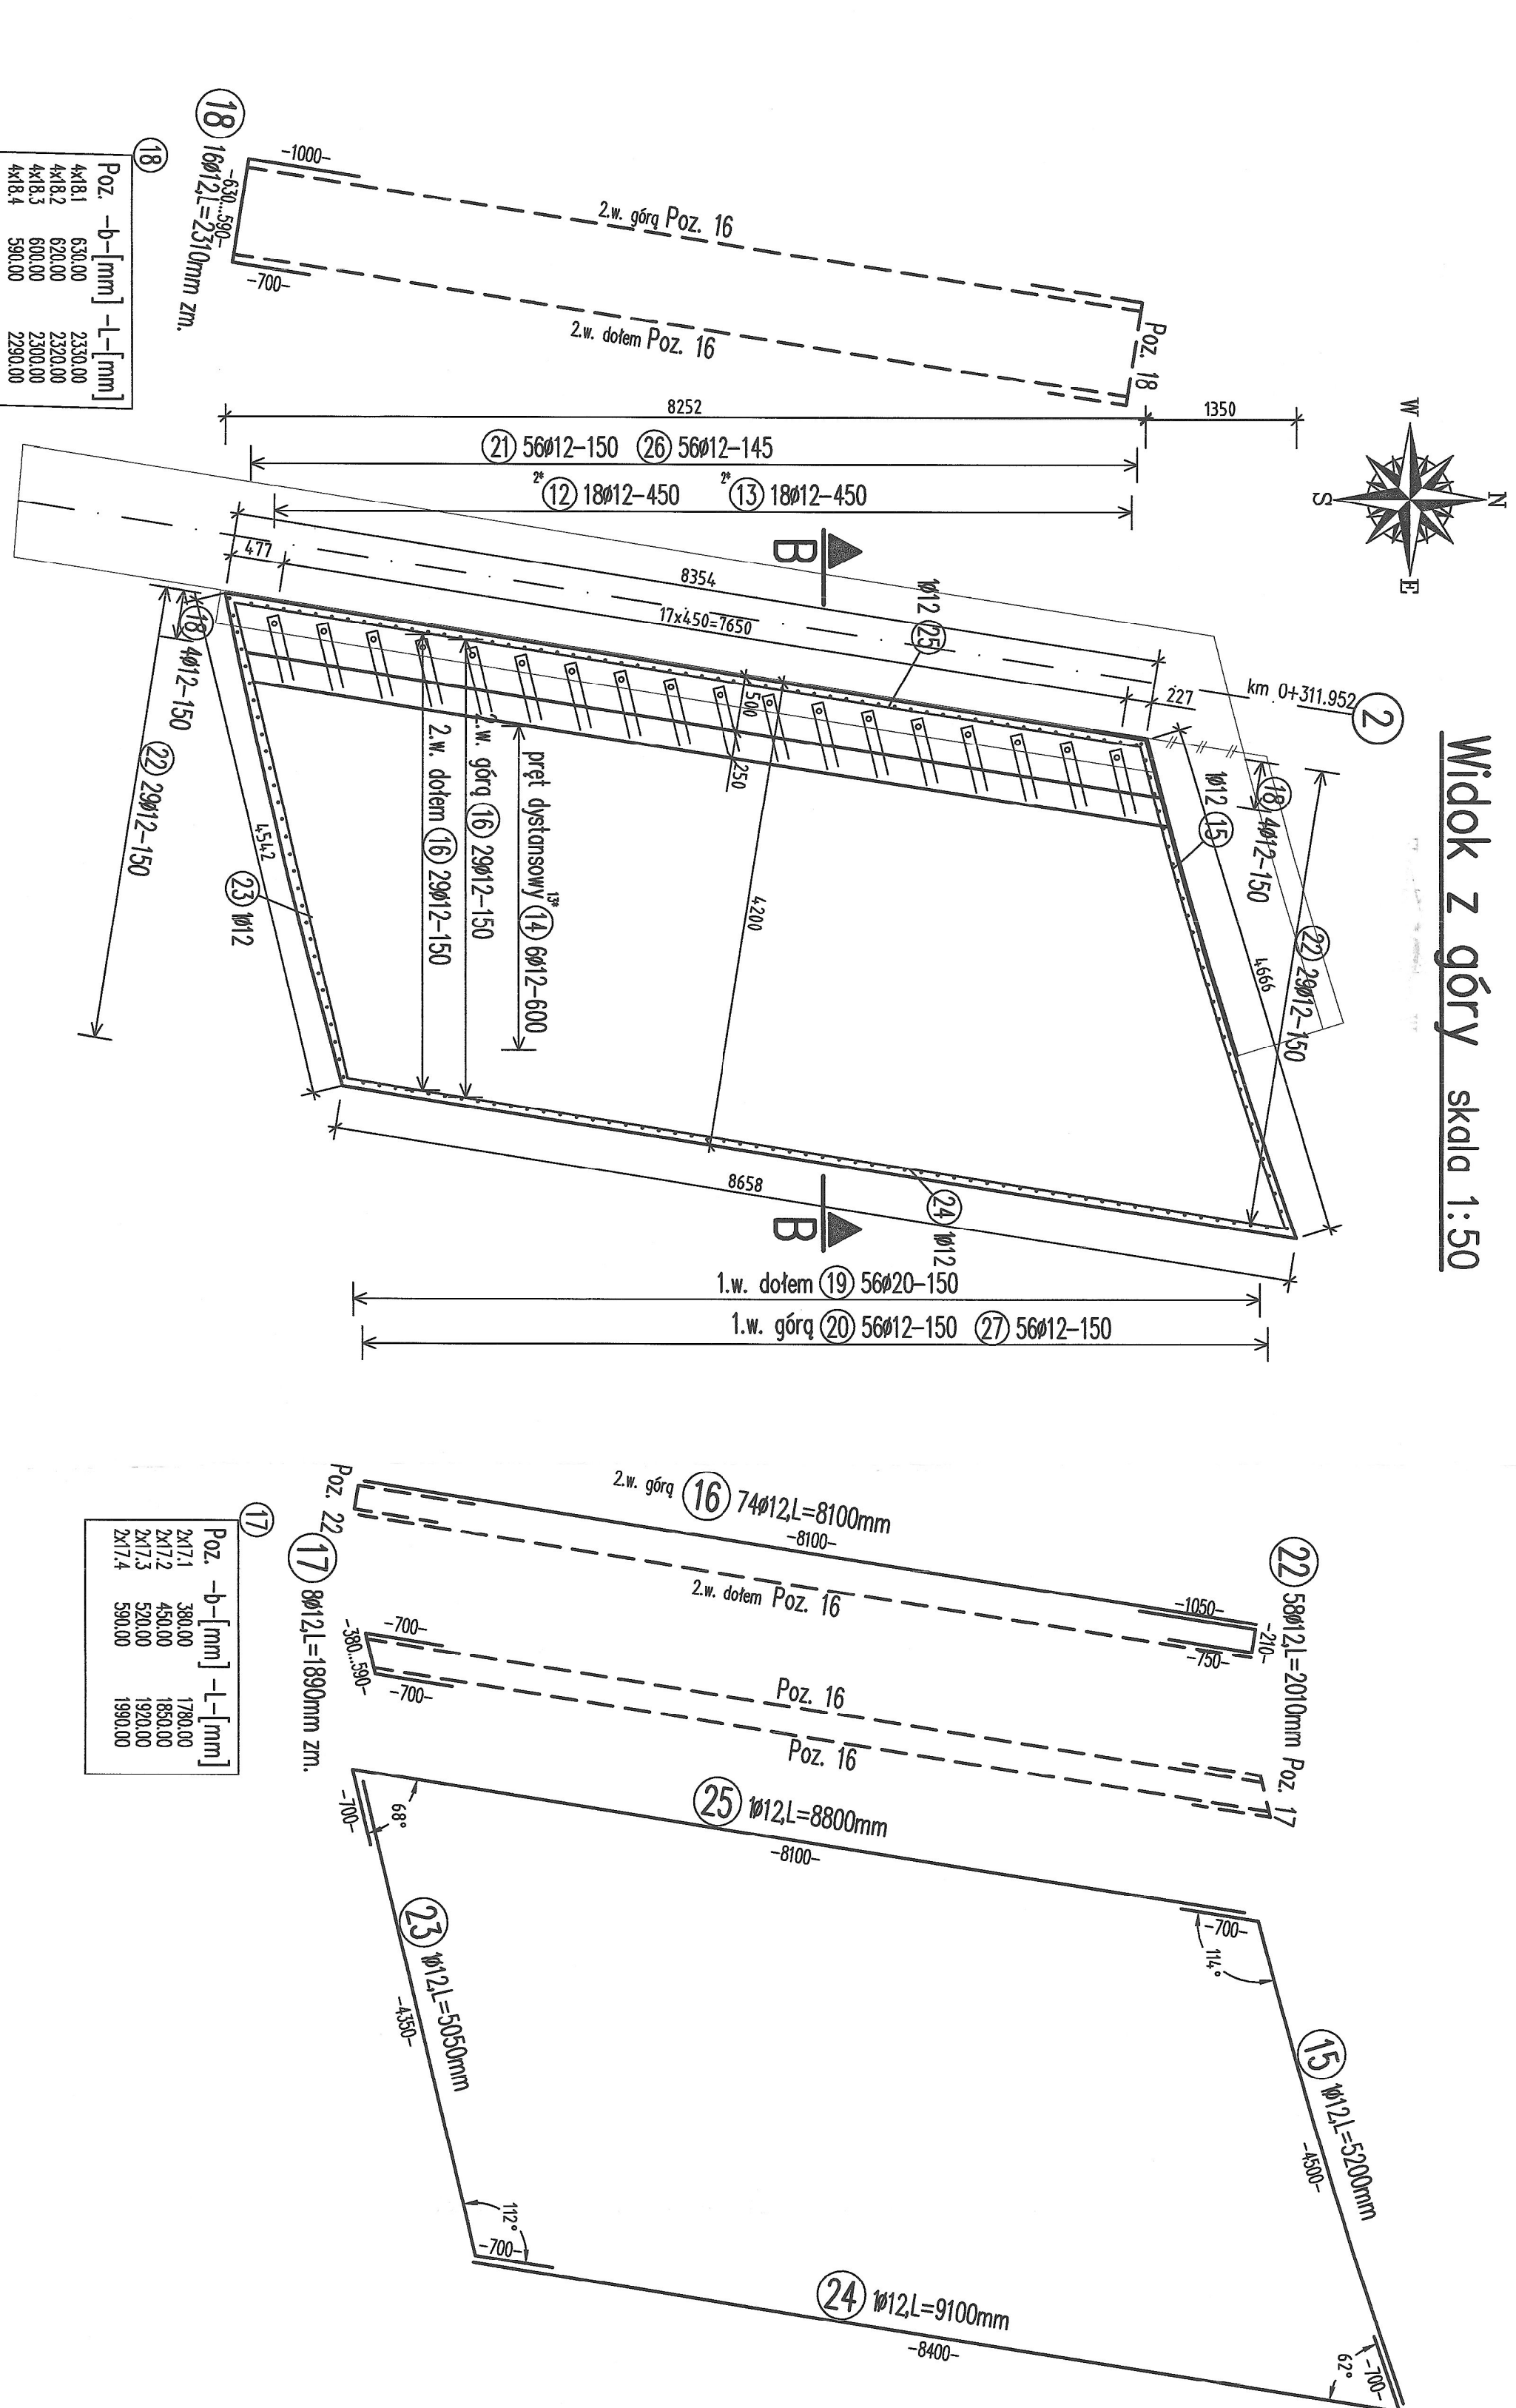 Widok z góry skala 1:50
W
N
S
E
2
km 0+311.952
1350
8252
21 56ø12-150 26 56ø12-145
2* 12 18ø12-450 2* 13 18ø12-450
B
8354
477
17x450=7650
227
1ø12 25
500
250
4200
1ø12 15
18 4ø12-150
22 29ø12-150
4666
18 4ø12-150
22 29ø12-150
4542
23 1ø12
2.w. dołem 16 29ø12-150
2.w. górą 16 29ø12-150
pręt dystansowy 13* 14 6ø12-600
24 1ø12
8658
B
1.w. dołem 19 56ø20-150
1.w. górą 20 56ø12-150 27 56ø12-150
18 16ø12,L=2310mm zm.
-630...590-
-1000-
-700-
2.w. górą Poz. 16
2.w. dołem Poz. 16
Poz. 18
18
Poz. -b-[mm] -L-[mm]
4x18.1 630.00 2330.00
4x18.2 620.00 2320.00
4x18.3 600.00 2300.00
4x18.4 590.00 2290.00
2.w. górą 16 74ø12,L=8100mm
-8100-
2.w. dołem Poz. 16
Poz. 22
22 58ø12,L=2010mm
-1050-
-210-
-750-
Poz. 17
17 8ø12,L=1890mm zm.
-380...590-
-700-
-700-
Poz. 16
Poz. 16
17
Poz. -b-[mm] -L-[mm]
2x17.1 380.00 1780.00
2x17.2 450.00 1850.00
2x17.3 520.00 1920.00
2x17.4 590.00 1990.00
25 1ø12,L=8800mm
-8100-
-700-
114°
15 1ø12,L=5200mm
-4500-
-700-
62°
68°
-700-
23 1ø12,L=5050mm
-4350-
112°
-700-
24 1ø12,L=9100mm
-8400-